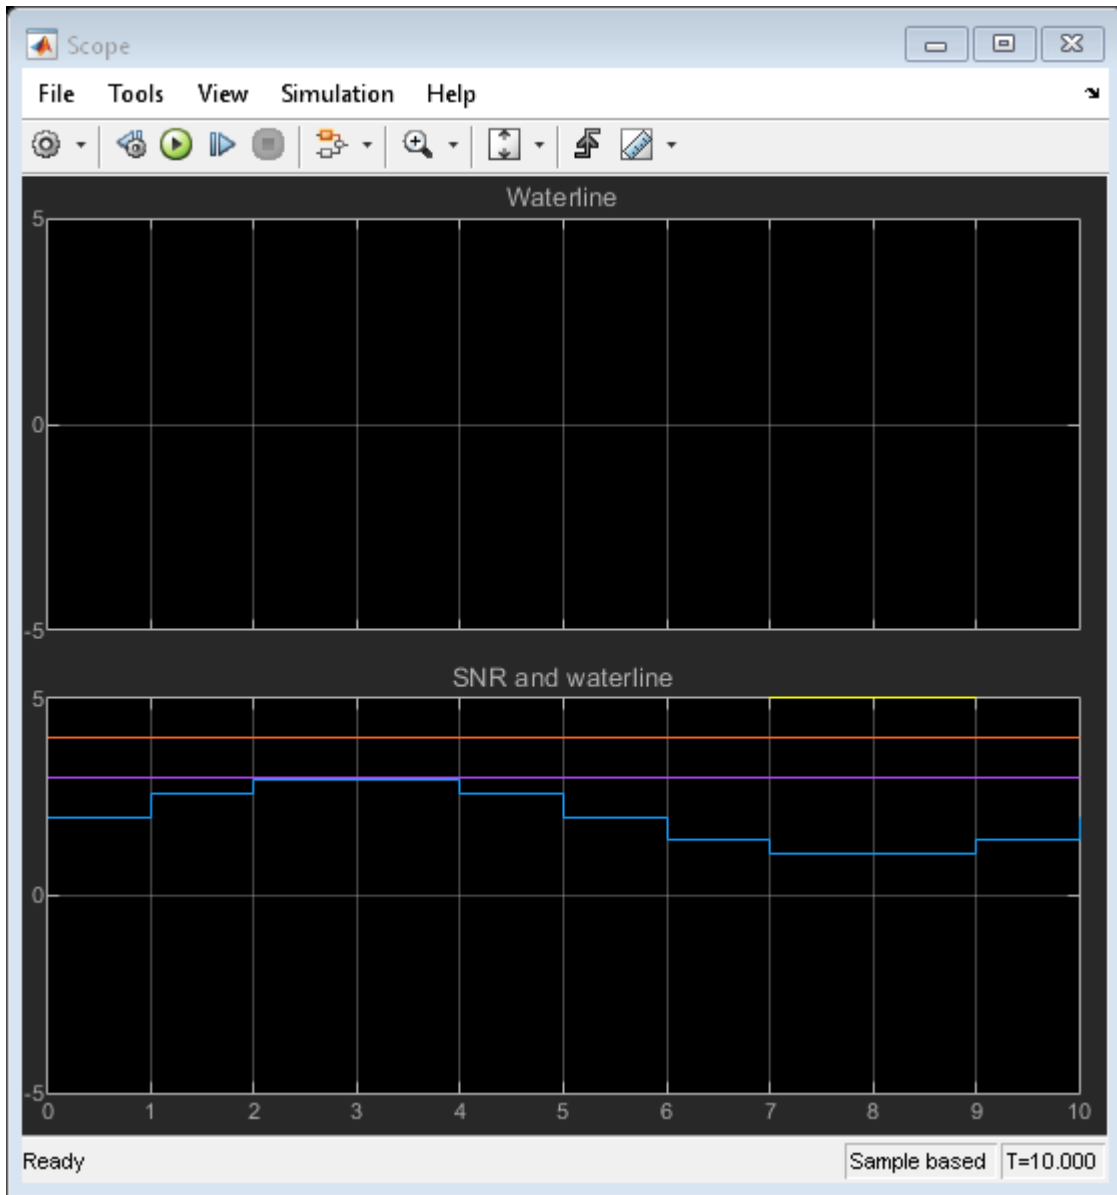 Scope
File Tools View Simulation Help
Waterline
5
0
-5
SNR and waterline
5
0
-5
0 1 2 3 4 5 6 7 8 9 10
Ready Sample based T=10.000